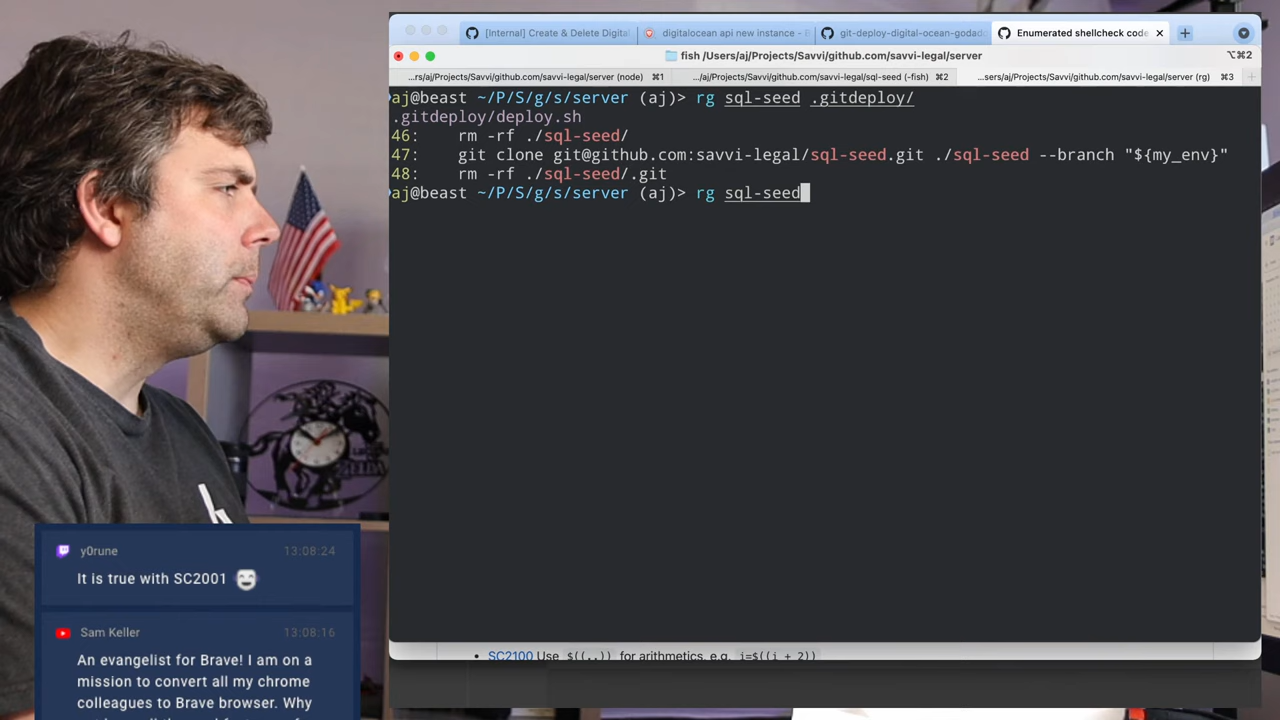 [Internal] Create & Delete Digital
digitalocean api new instance - B
git-deploy-digital-ocean-godado
Enumerated shellcheck code
fish /Users/aj/Projects/Savvi/github.com/savvi-legal/server
⌥⌘2
...rs/aj/Projects/Savvi/github.com/savvi-legal/server (node) ⌘1
.../aj/Projects/Savvi/github.com/savvi-legal/sql-seed (-fish) ⌘2
...sers/aj/Projects/Savvi/github.com/savvi-legal/server (rg) ⌘3
aj@beast ~/P/S/g/s/server (aj)> rg sql-seed .gitdeploy/
.gitdeploy/deploy.sh
46: rm -rf ./sql-seed/
47: git clone git@github.com:savvi-legal/sql-seed.git ./sql-seed --branch "${my_env}"
48: rm -rf ./sql-seed/.git
aj@beast ~/P/S/g/s/server (aj)> rg sql-seed
SC2100 Use $((..)) for arithmetics, e.g. i=$((i + 2))
y0rune 13:08:24
It is true with SC2001
Sam Keller 13:08:16
An evangelist for Brave! I am on a
mission to convert all my chrome
colleagues to Brave browser. Why